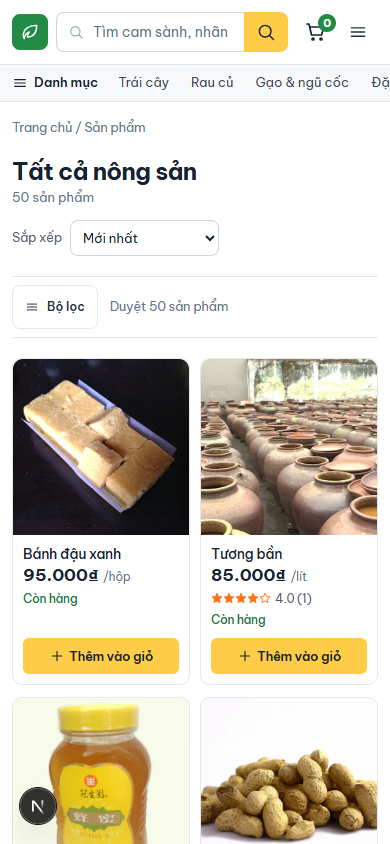 Tìm cam sành, nhãn
0
Danh mục
Trái cây
Rau củ
Gạo & ngũ cốc
Trang chủ / Sản phẩm
Tất cả nông sản
50 sản phẩm
Sắp xếp
Mới nhất
Bộ lọc
Duyệt 50 sản phẩm
Bánh đậu xanh
95.000₫ /hộp
Còn hàng
Thêm vào giỏ
Tương bần
85.000₫ /lít
4.0 (1)
Còn hàng
Thêm vào giỏ
冠生園
N